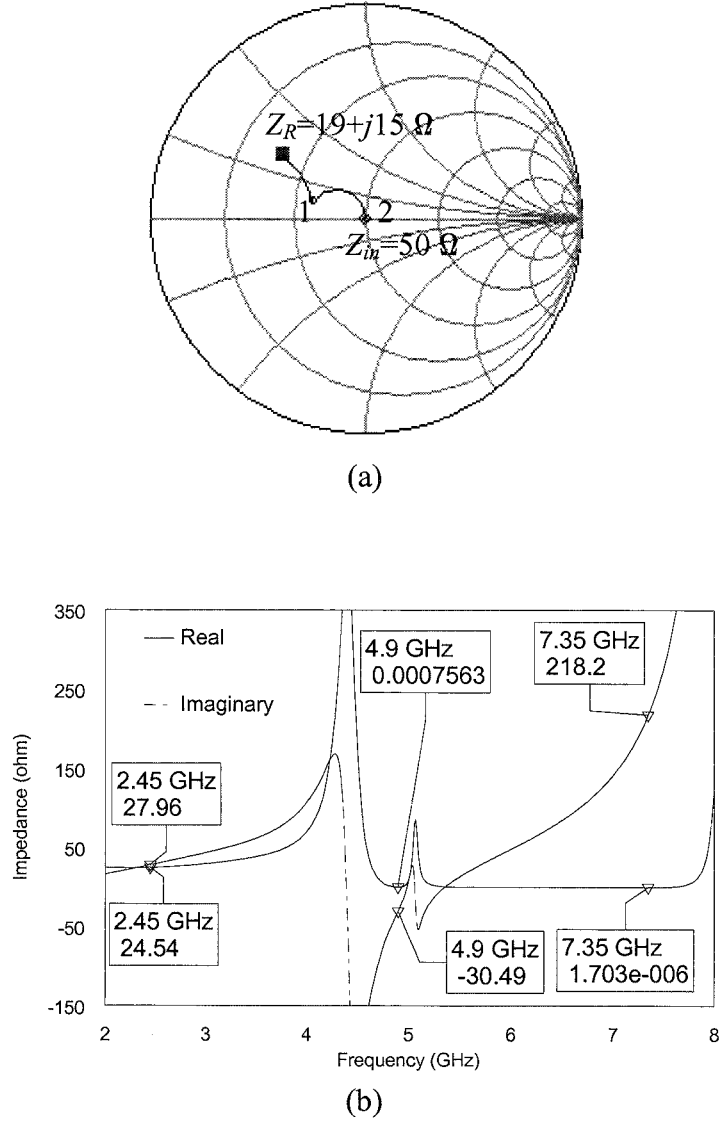 Z_R=19+j15 Ω
1
2
Z_in=50 Ω
(a)
350
250
150
50
-50
-150
Impedance (ohm)
Real
Imaginary
4.9 GHz
0.0007563
7.35 GHz
218.2
2.45 GHz
27.96
2.45 GHz
24.54
4.9 GHz
-30.49
7.35 GHz
1.703e-006
2 3 4 5 6 7 8
Frequency (GHz)
(b)